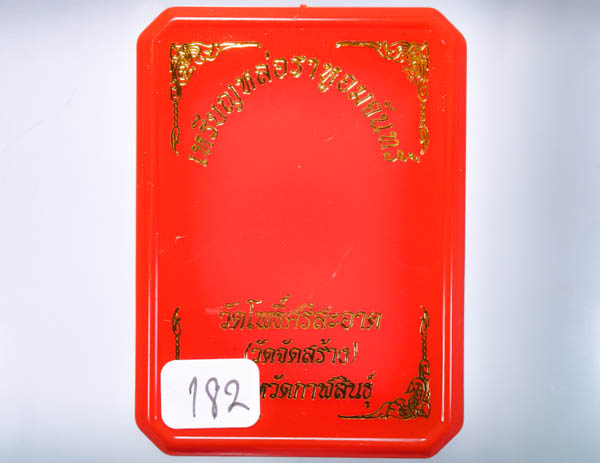 เหรียญหล่อราหูอมจันทร์
วัดโพธิ์ศรีสะอาด
(วัดจัดสร้าง)
หวัดกาฬสินธุ์
182